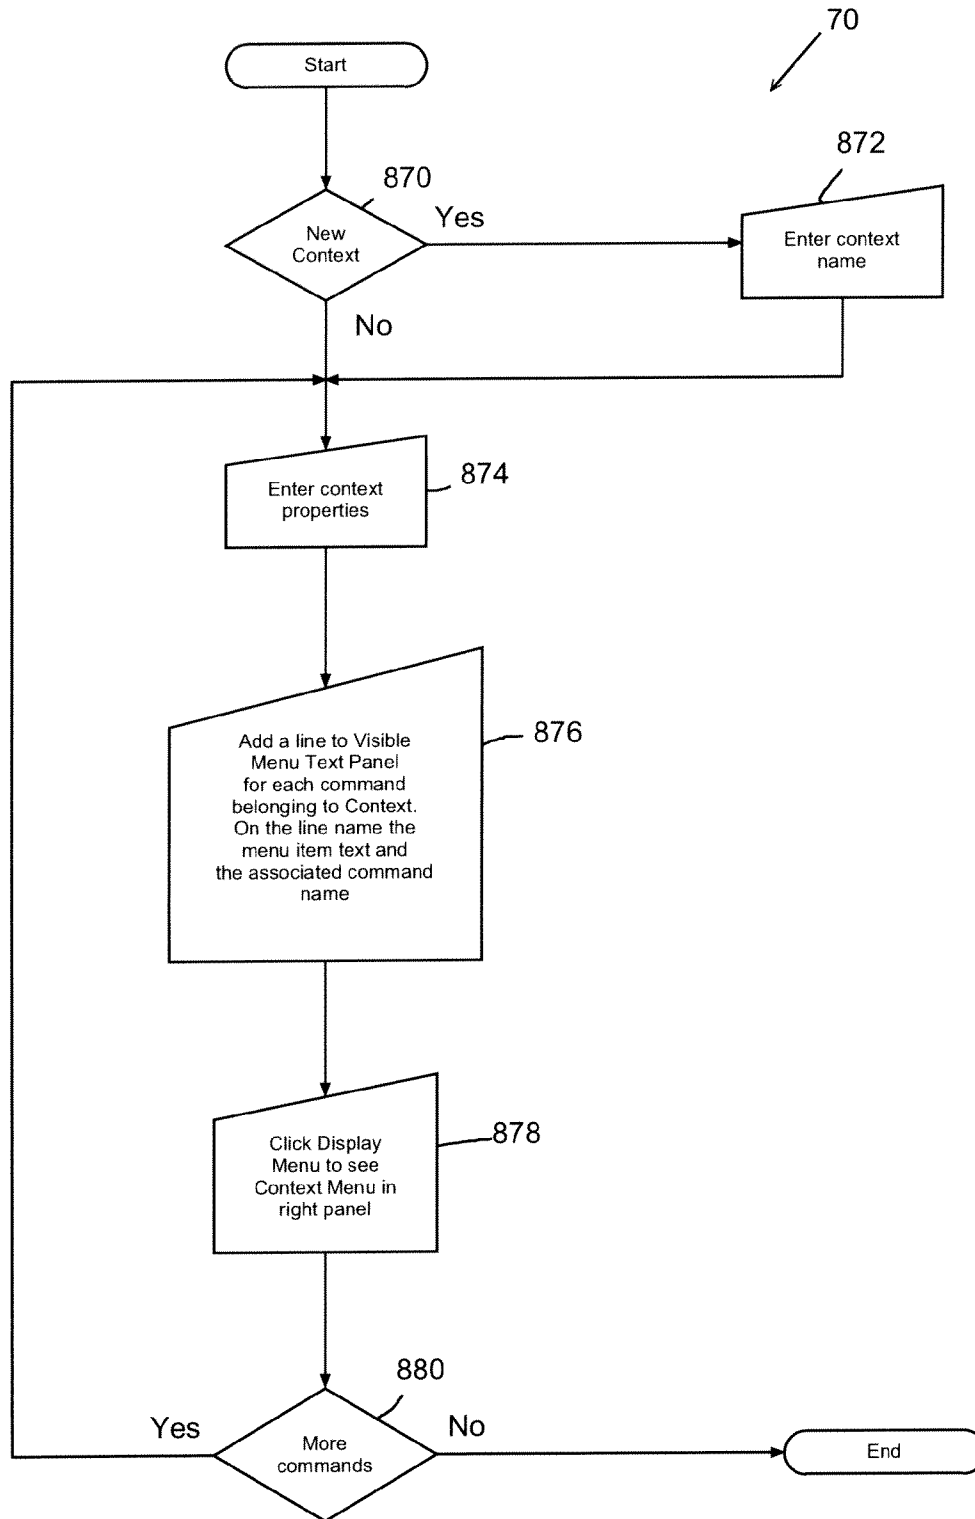 70
Start
870
New
Context
Yes
872
Enter context
name
No
Enter context
properties
874
Add a line to Visible
Menu Text Panel
for each command
belonging to Context.
On the line name the
menu item text and
the associated command
name
876
Click Display
Menu to see
Context Menu in
right panel
878
880
Yes
More
commands
No
End